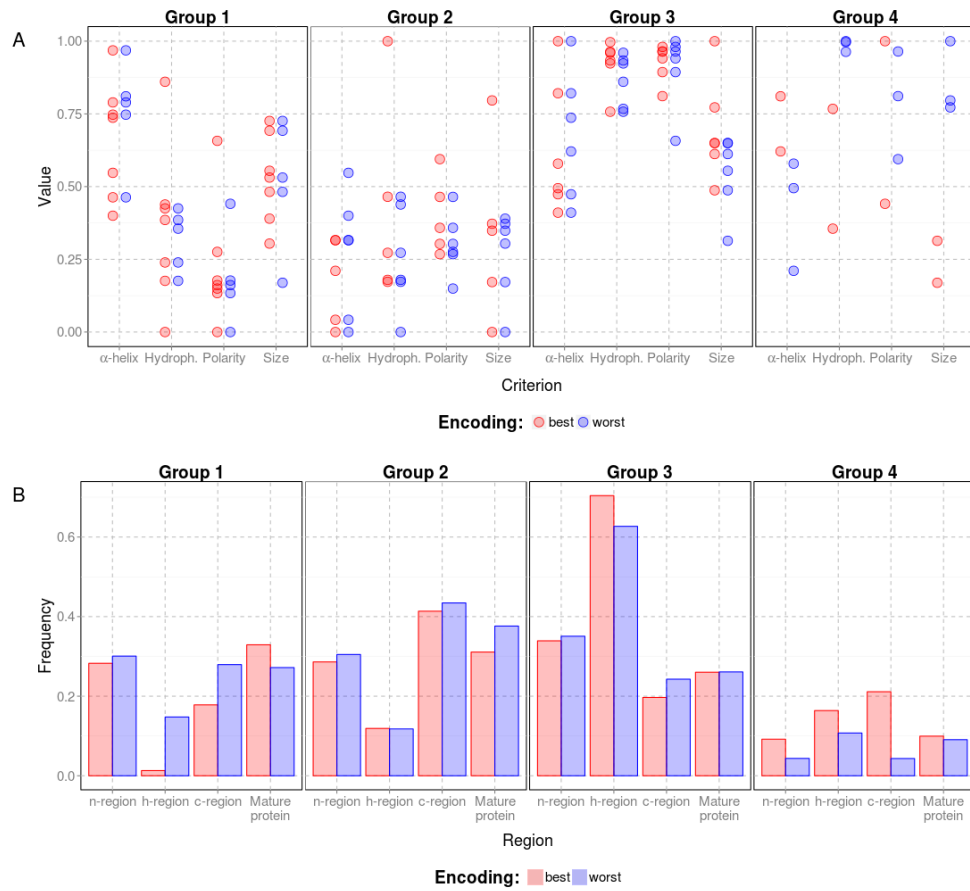 Group 1 Group 2 Group 3 Group 4
A
1.00
0.75
0.50
0.25
0.00
Value
α-helix Hydroph. Polarity Size α-helix Hydroph. Polarity Size α-helix Hydroph. Polarity Size α-helix Hydroph. Polarity Size
Criterion
Encoding: best worst
Group 1 Group 2 Group 3 Group 4
B
0.6
0.4
0.2
0.0
Frequency
n-region h-region c-region Mature protein n-region h-region c-region Mature protein n-region h-region c-region Mature protein n-region h-region c-region Mature protein
Region
Encoding: best worst